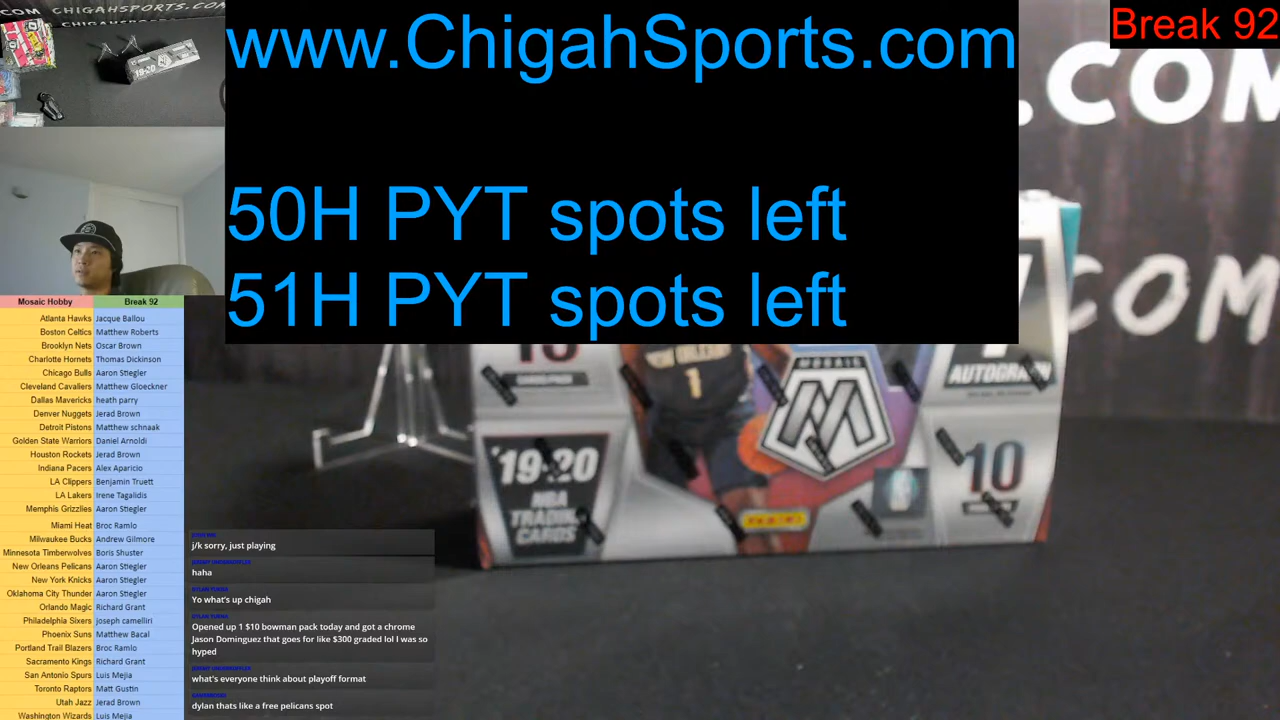 www.ChigahSports.com
50H PYT spots left
51H PYT spots left
Break 92
.COM
COM
19-20
Mosaic Hobby Break 92
Atlanta Hawks Jacque Ballou
Boston Celtics Matthew Roberts
Brooklyn Nets Oscar Brown
Charlotte Hornets Thomas Dickinson
Chicago Bulls Aaron Stiegler
Cleveland Cavaliers Matthew Gloeckner
Dallas Mavericks heath parry
Denver Nuggets Jerad Brown
Detroit Pistons Matthew schnaak
Golden State Warriors Daniel Arnoldi
Houston Rockets Jerad Brown
Indiana Pacers Alex Aparicio
LA Clippers Benjamin Truett
LA Lakers Irene Tagalidis
Memphis Grizzlies Aaron Stiegler
Miami Heat Broc Ramlo
Milwaukee Bucks Andrew Gilmore
Minnesota Timberwolves Boris Shuster
New Orleans Pelicans Aaron Stiegler
New York Knicks Aaron Stiegler
Oklahoma City Thunder Aaron Stiegler
Orlando Magic Richard Grant
Philadelphia Sixers joseph camelliri
Phoenix Suns Matthew Bacal
Portland Trail Blazers Broc Ramlo
Sacramento Kings Richard Grant
San Antonio Spurs Luis Mejia
Toronto Raptors Matt Gustin
Utah Jazz Jerad Brown
Washington Wizards Luis Mejia
j/k sorry, just playing
haha
Yo what's up chigah
Opened up 1 $10 bowman pack today and got a chrome
Jason Dominguez that goes for like $300 graded lol I was so
hyped
what's everyone think about playoff format
dylan thats like a free pelicans spot
1
MOSAIC
M
AUTOGRAPH
'19-20
NBA
TRADING
CARDS
PANINI
10